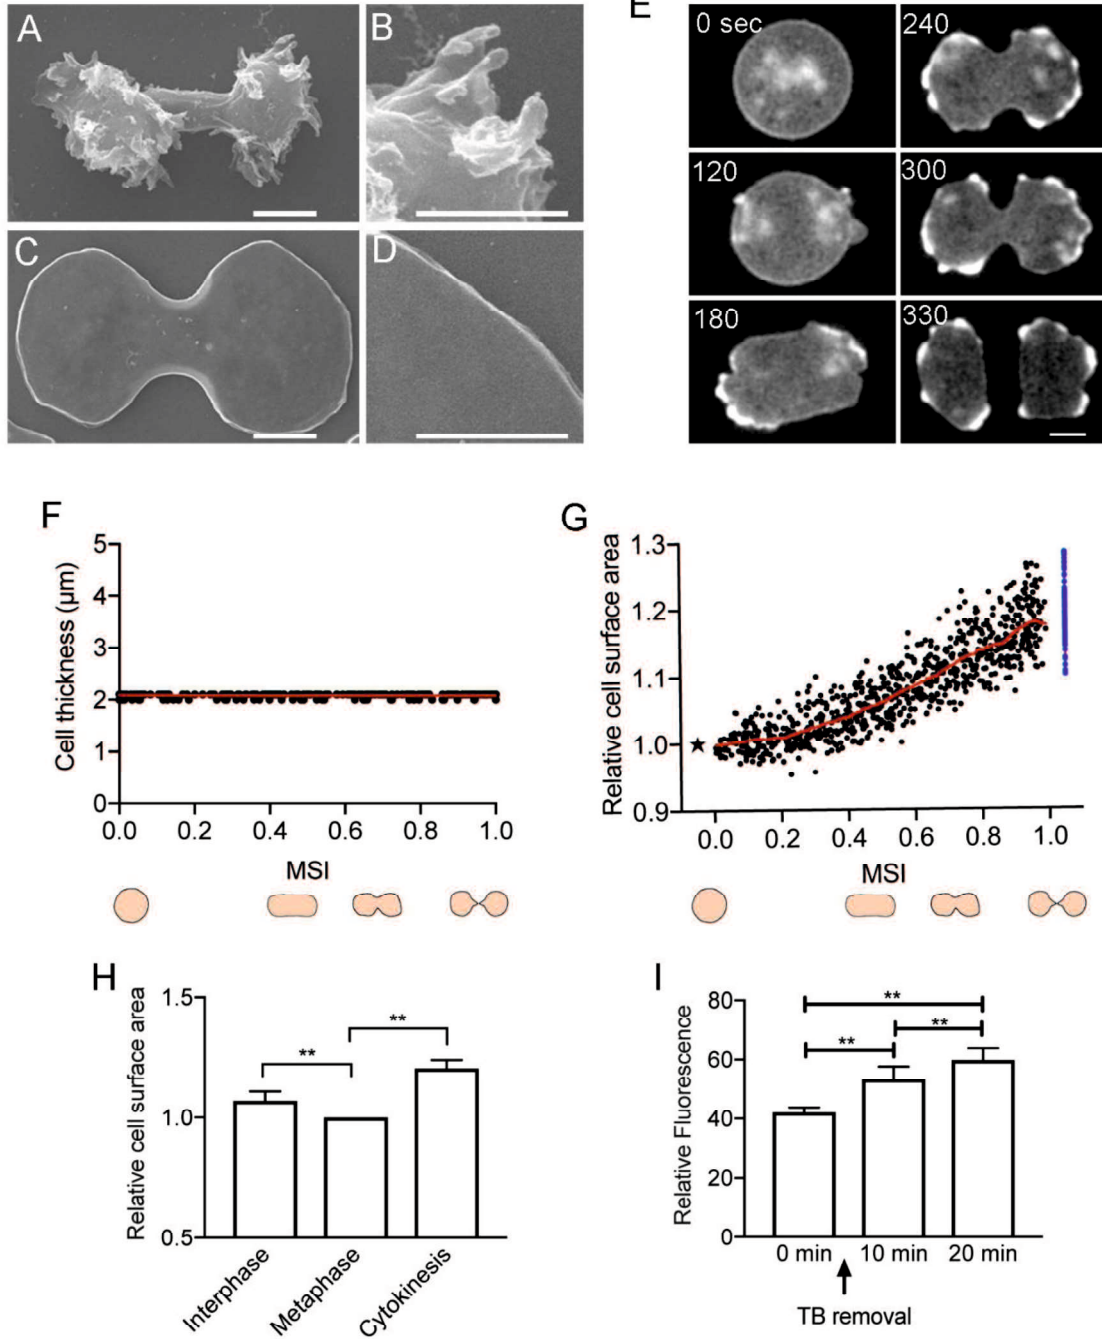 A
B
C
D
E
0 sec
240
120
300
180
330
F
Cell thickness (µm)
5
4
3
2
1
0
0.0 0.2 0.4 0.6 0.8 1.0
MSI
G
Relative cell surface area
1.3
1.2
1.1
1.0
0.9
★
0.0 0.2 0.4 0.6 0.8 1.0
MSI
H
Relative cell surface area
1.5
1.0
0.5
**
**
Interphase
Metaphase
Cytokinesis
I
Relative Fluorescence
80
60
40
20
0
**
**
**
0 min 10 min 20 min
TB removal